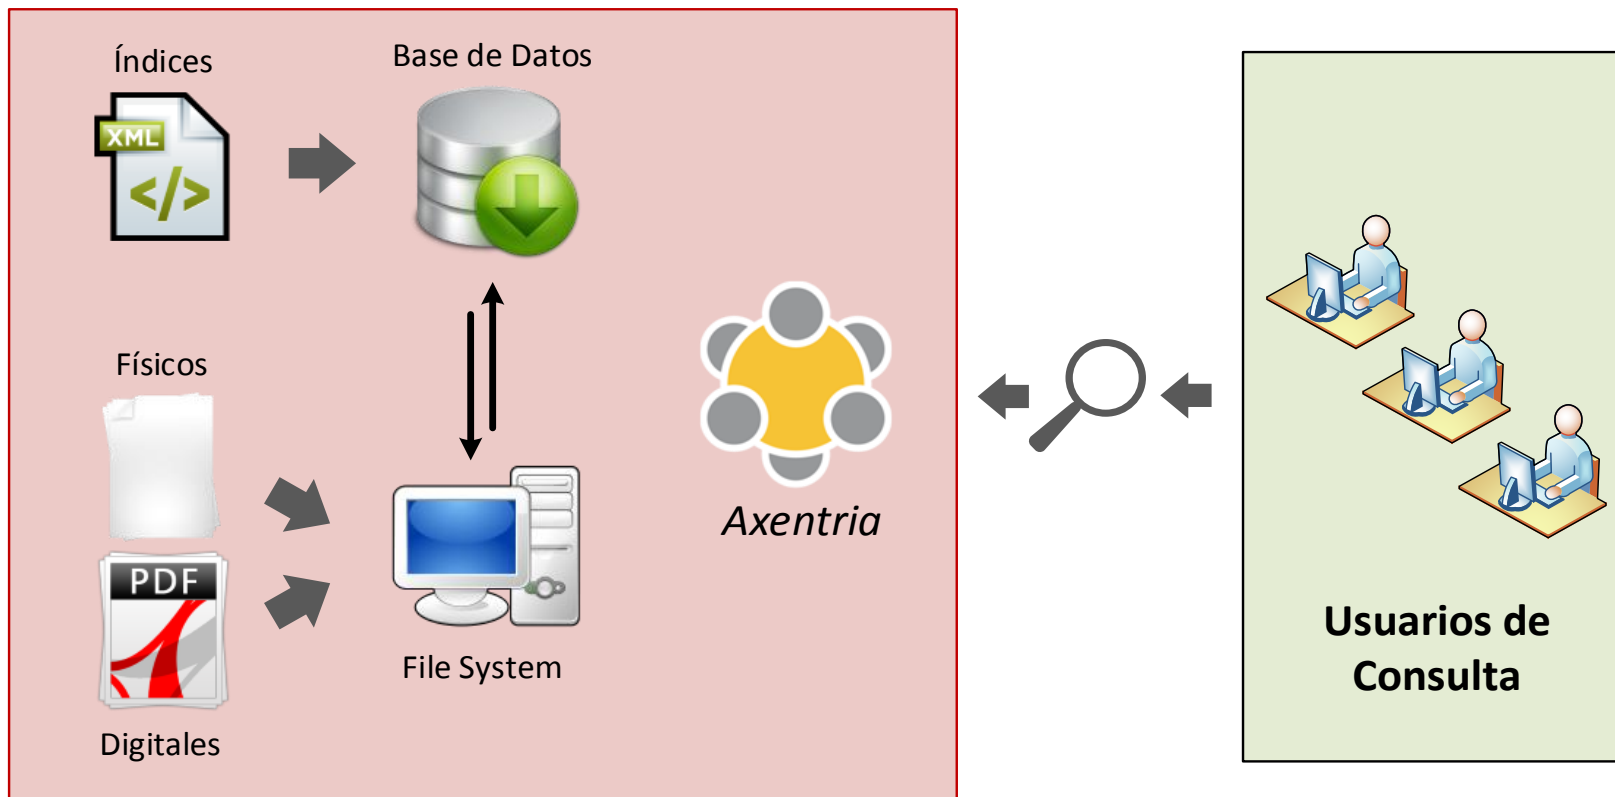 Índices
Base de Datos
XML
</>
Físicos
Axentria
PDF
File System
Digitales
Usuarios de
Consulta